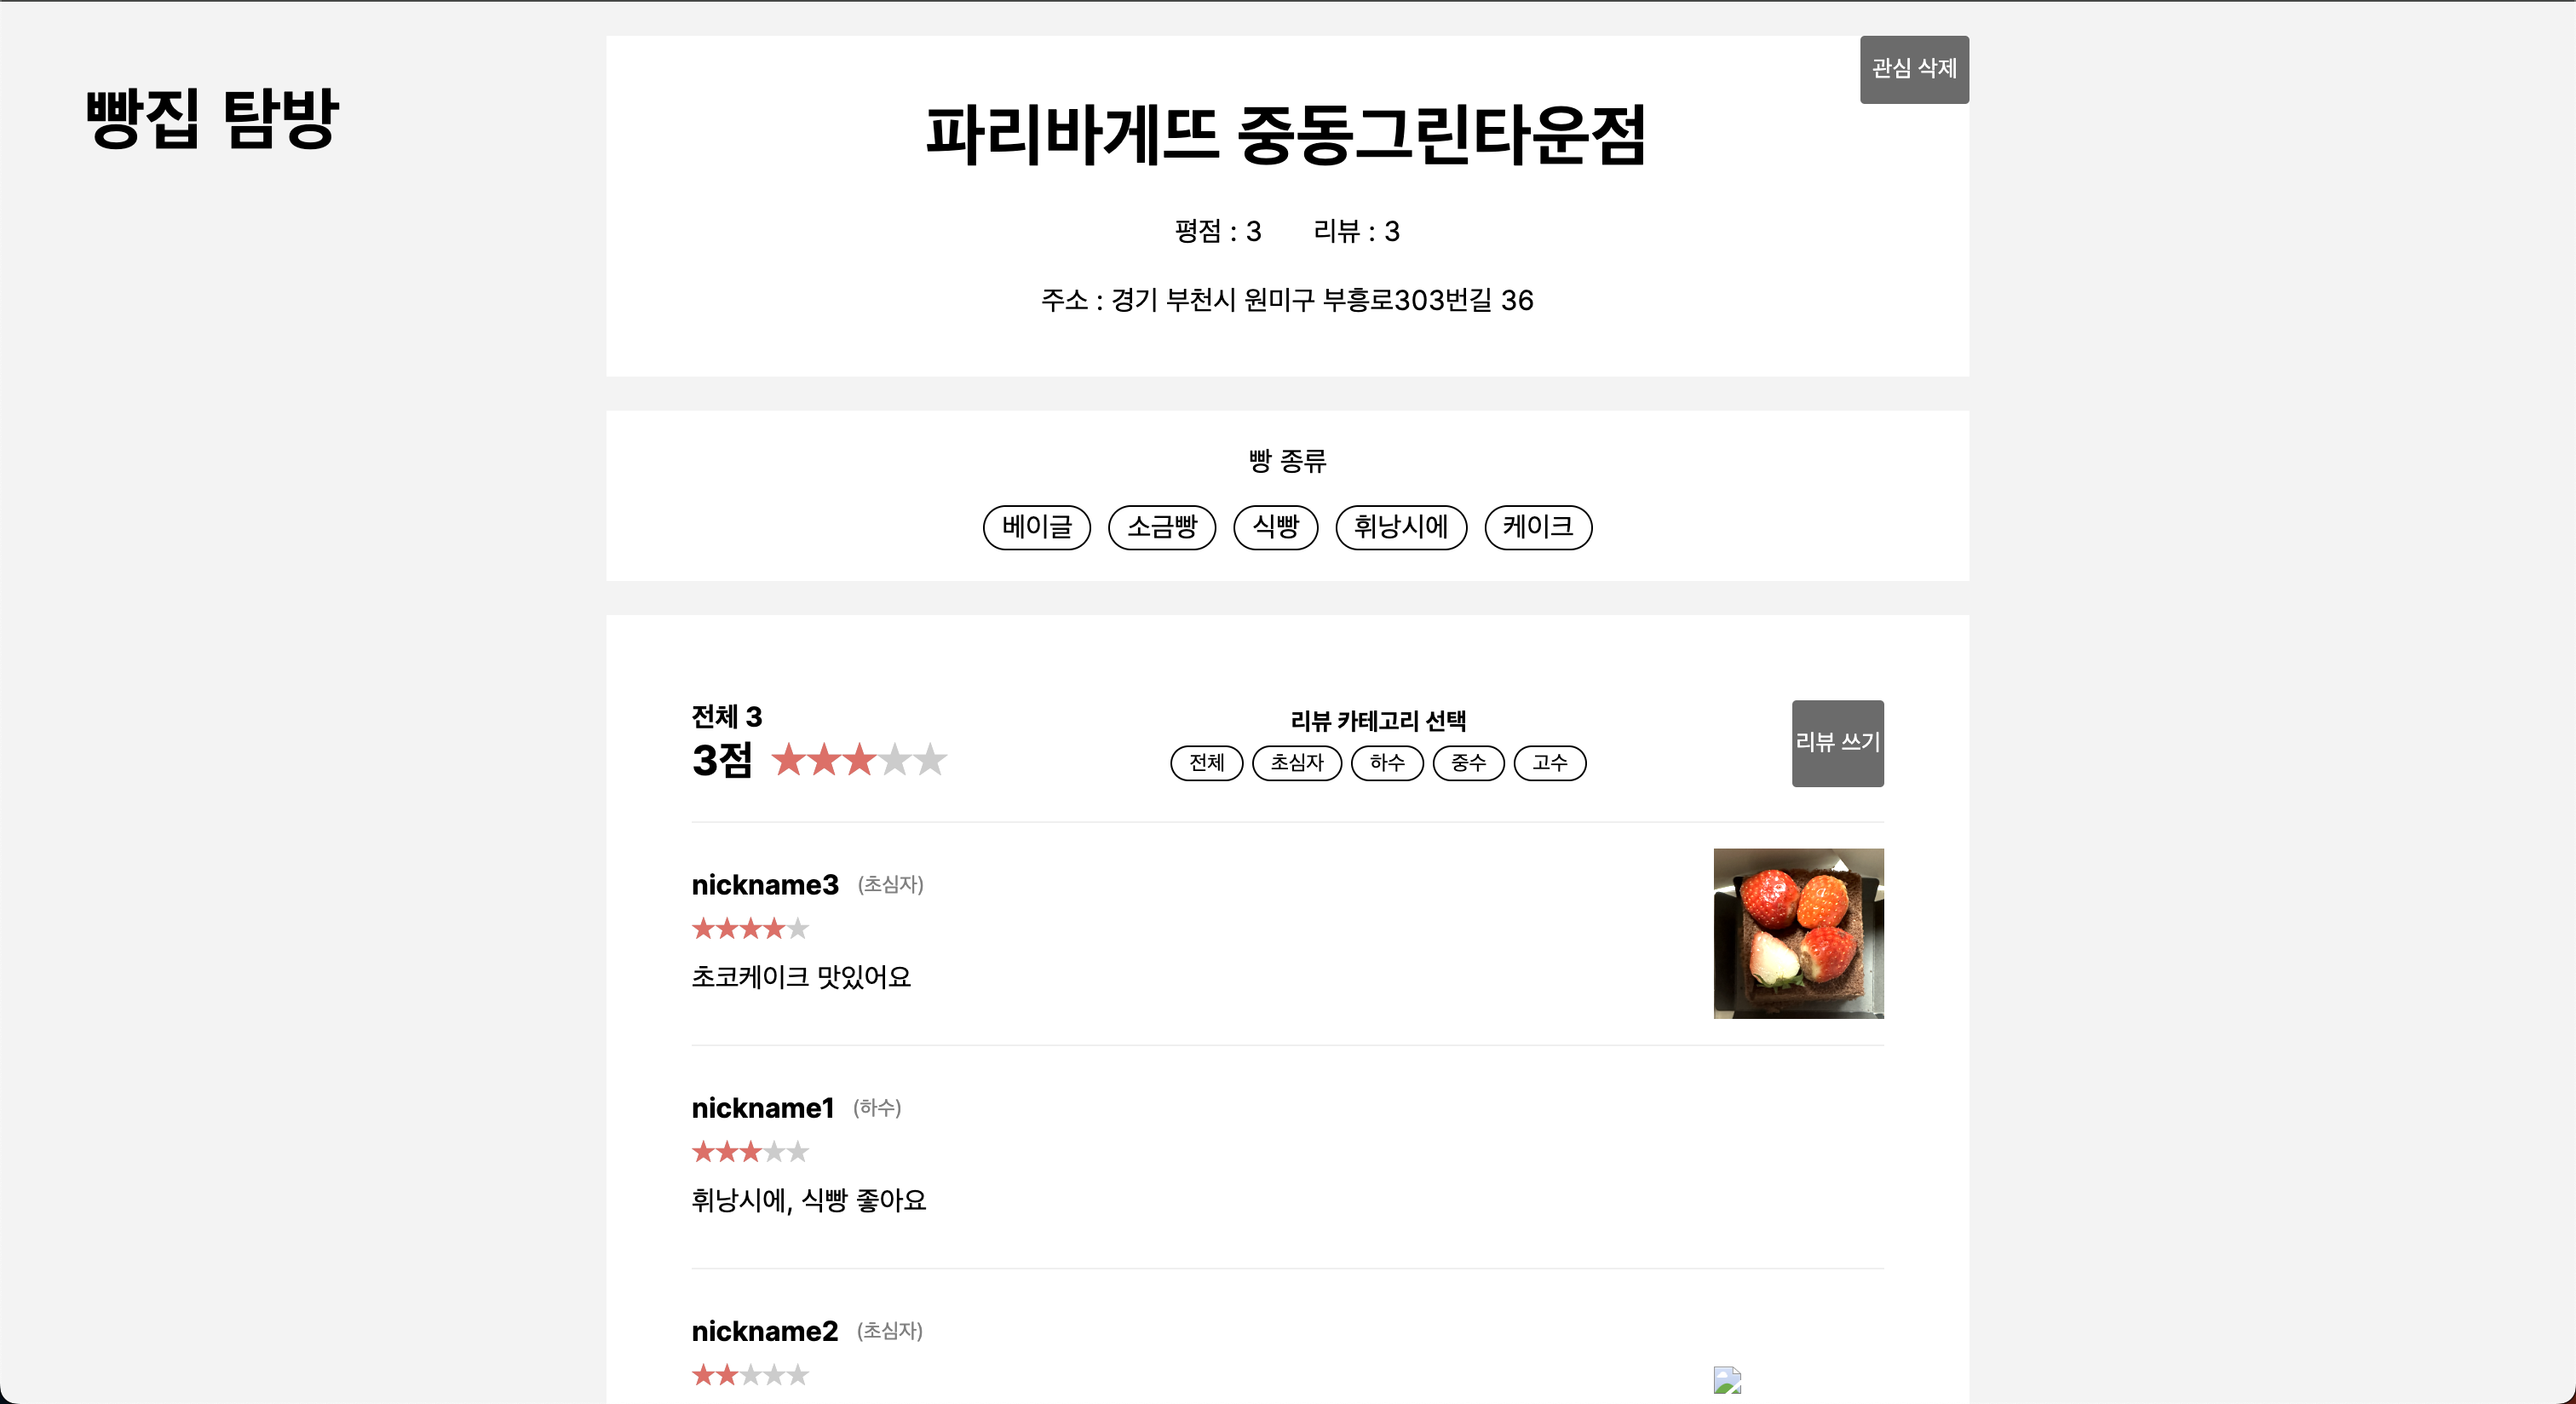 빵집 탐방
관심 삭제
파리바게뜨 중동그린타운점
평점 : 3 리뷰 : 3
주소 : 경기 부천시 원미구 부흥로303번길 36
빵 종류
베이글 소금빵 식빵 휘낭시에 케이크
전체 3
3점 ★★★★★
리뷰 카테고리 선택
전체 초심자 하수 중수 고수
리뷰 쓰기
nickname3 (초심자)
★★★★★
초코케이크 맛있어요
nickname1 (하수)
★★★★★
휘낭시에, 식빵 좋아요
nickname2 (초심자)
★★★★★